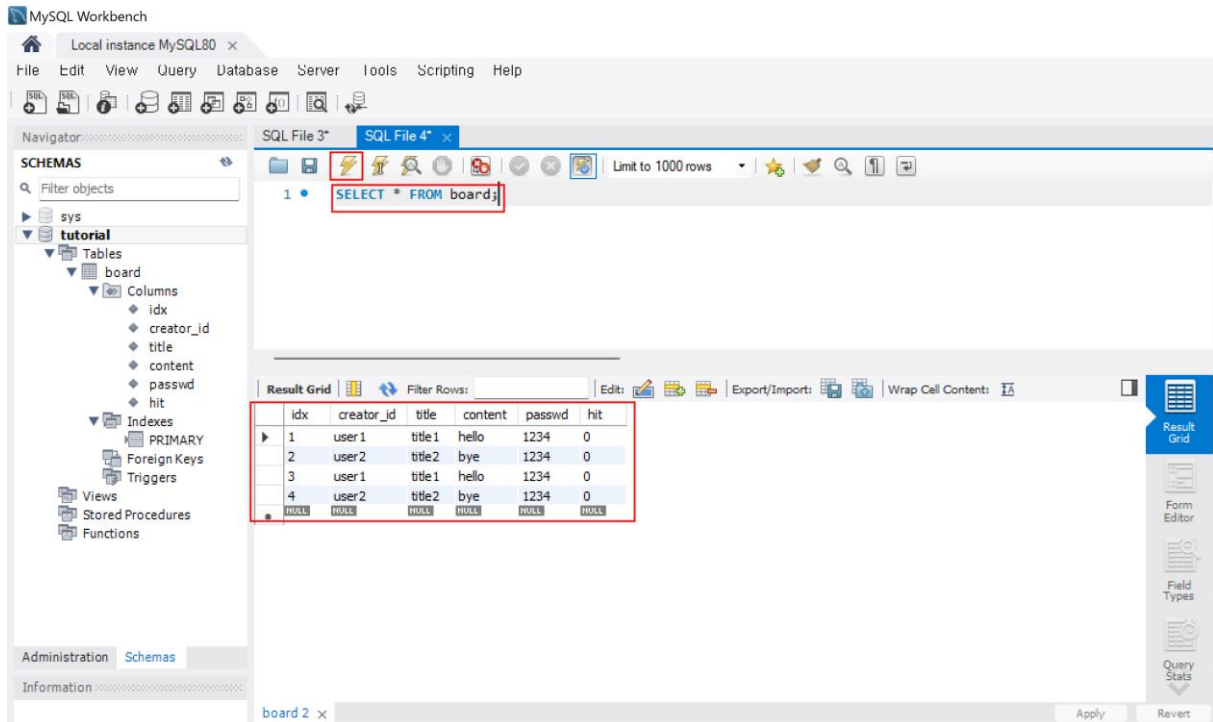 MySQL Workbench
Local instance MySQL80 ×
File Edit View Query Database Server Tools Scripting Help
Navigator
SQL File 3*
SQL File 4* ×
SCHEMAS
Limit to 1000 rows
Filter objects
1
SELECT * FROM board;
sys
tutorial
Tables
board
Columns
idx
creator_id
title
content
passwd
hit
Indexes
PRIMARY
Foreign Keys
Triggers
Views
Stored Procedures
Functions
Result Grid Filter Rows: Edit: Export/Import: Wrap Cell Content:
idx creator_id title content passwd hit
1 user1 title1 hello 1234 0
2 user2 title2 bye 1234 0
3 user1 title1 hello 1234 0
4 user2 title2 bye 1234 0
NULL NULL NULL NULL NULL NULL
Result
Grid
Form
Editor
Field
Types
Query
Stats
Administration Schemas
Information
board 2 ×
Apply Revert